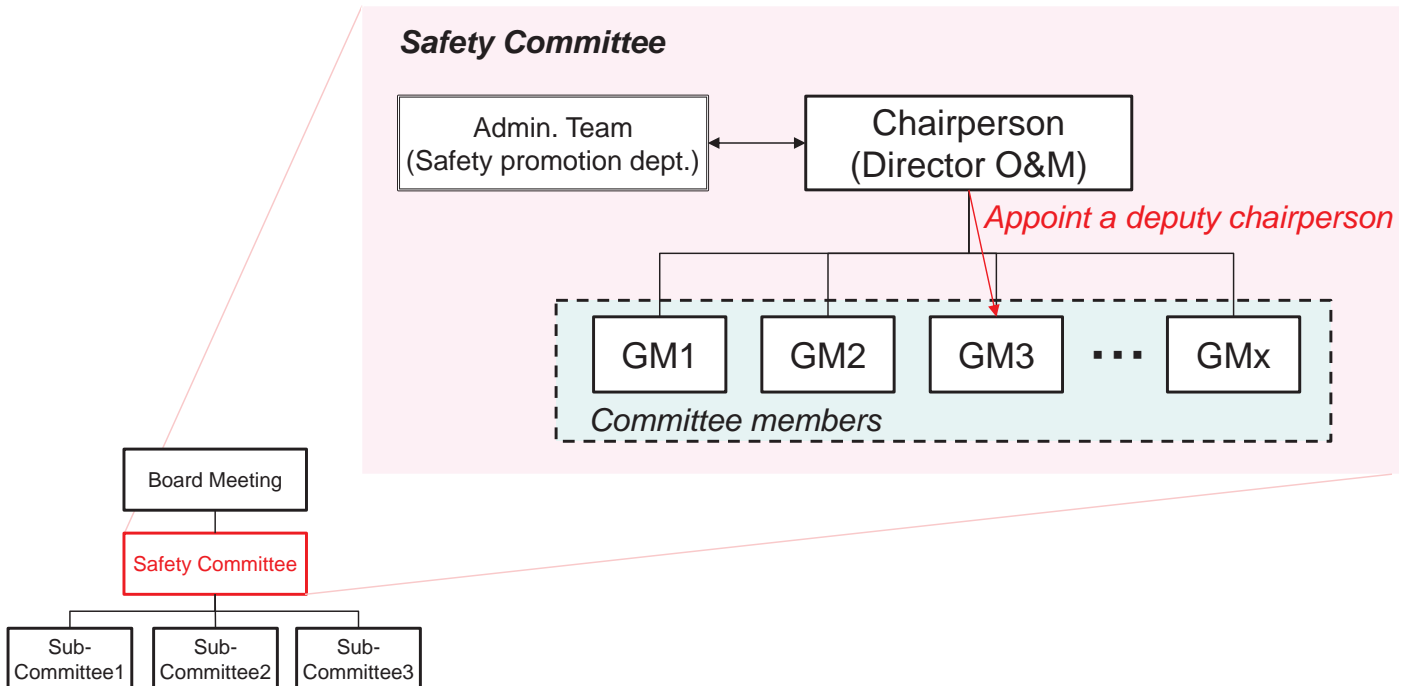 Safety Committee
Admin. Team
(Safety promotion dept.)
Chairperson
(Director O&M)
Appoint a deputy chairperson
GM1
GM2
GM3
...
GMx
Committee members
Board Meeting
Safety Committee
Sub-
Committee1
Sub-
Committee2
Sub-
Committee3